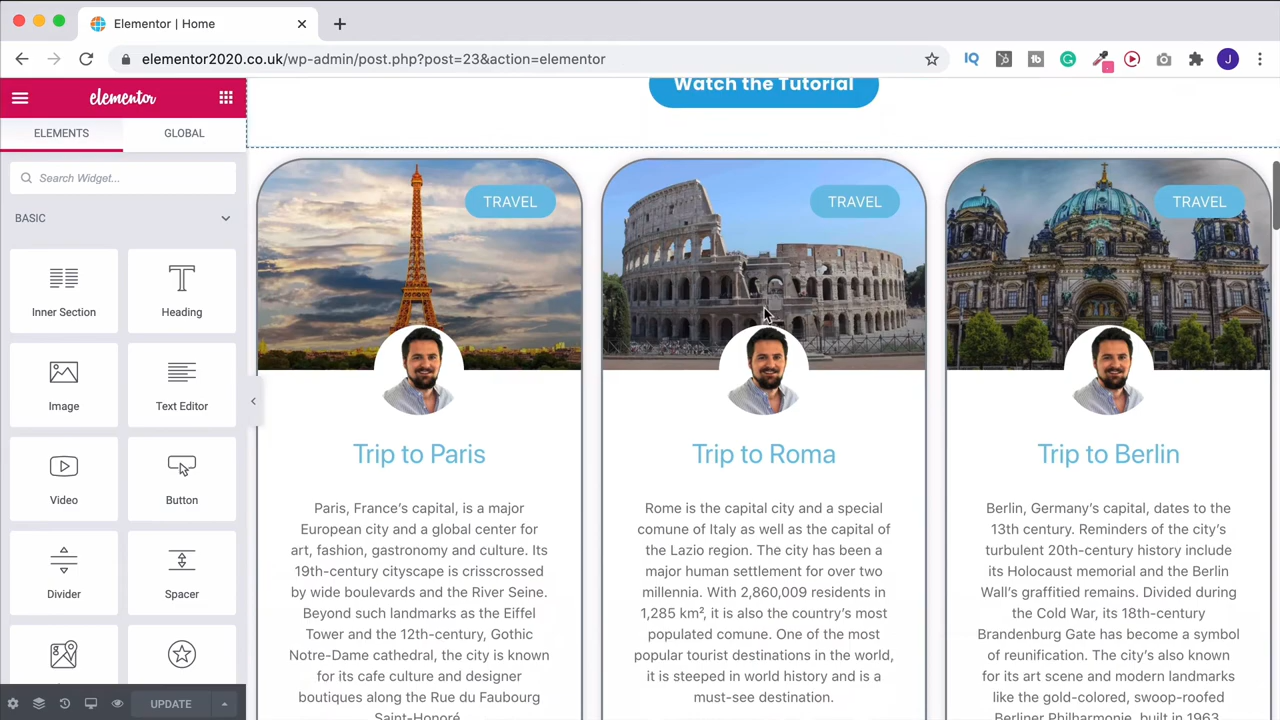 Elementor | Home
elementor2020.co.uk/wp-admin/post.php?post=23&action=elementor
IQ
tb
J
elementor
ELEMENTS
GLOBAL
Search Widget...
BASIC
Inner Section
Heading
Image
Text Editor
Video
Button
Divider
Spacer
UPDATE
Watch the Tutorial
TRAVEL
Trip to Paris
Paris, France’s capital, is a major
European city and a global center for
art, fashion, gastronomy and culture. Its
19th-century cityscape is crisscrossed
by wide boulevards and the River Seine.
Beyond such landmarks as the Eiffel
Tower and the 12th-century, Gothic
Notre-Dame cathedral, the city is known
for its cafe culture and designer
boutiques along the Rue du Faubourg
Saint-Honoré.
TRAVEL
Trip to Roma
Rome is the capital city and a special
comune of Italy as well as the capital of
the Lazio region. The city has been a
major human settlement for over two
millennia. With 2,860,009 residents in
1,285 km², it is also the country’s most
populated comune. One of the most
popular tourist destinations in the world,
it is steeped in world history and is a
must-see destination.
TRAVEL
Trip to Berlin
Berlin, Germany’s capital, dates to the
13th century. Reminders of the city’s
turbulent 20th-century history include
its Holocaust memorial and the Berlin
Wall’s graffitied remains. Divided during
the Cold War, its 18th-century
Brandenburg Gate has become a symbol
of reunification. The city’s also known
for its art scene and modern landmarks
like the gold-colored, swoop-roofed
Berliner Philharmonie, built in 1963.